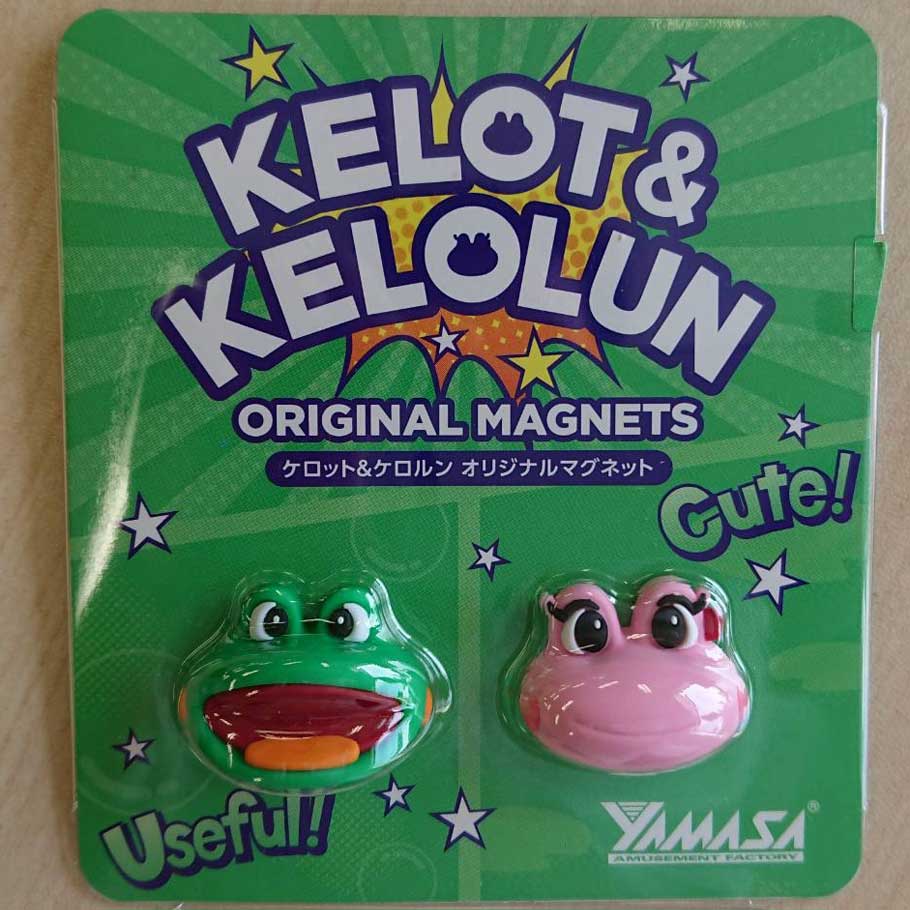 KELOT &
KELOLUN
ORIGINAL MAGNETS
ケロット&ケロルン オリジナルマグネット
Cute!
Useful!
YAMASA®
AMUSEMENT FACTORY